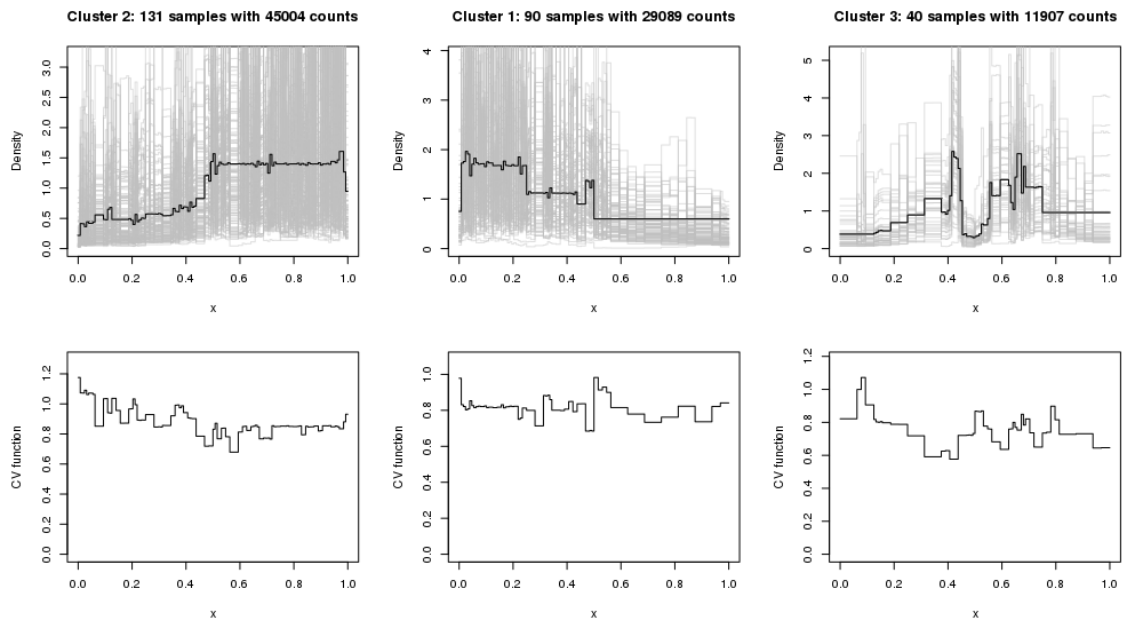 Cluster 2: 131 samples with 45004 counts
Cluster 1: 90 samples with 29089 counts
Cluster 3: 40 samples with 11907 counts
Density
0.0 0.5 1.0 1.5 2.0 2.5 3.0
0.0 0.2 0.4 0.6 0.8 1.0
x
Density
0 1 2 3 4
0.0 0.2 0.4 0.6 0.8 1.0
x
Density
0 1 2 3 4 5
0.0 0.2 0.4 0.6 0.8 1.0
x
CV function
0.0 0.2 0.4 0.6 0.8 1.0 1.2
0.0 0.2 0.4 0.6 0.8 1.0
x
CV function
0.0 0.2 0.4 0.6 0.8 1.0
0.0 0.2 0.4 0.6 0.8 1.0
x
CV function
0.0 0.2 0.4 0.6 0.8 1.0 1.2
0.0 0.2 0.4 0.6 0.8 1.0
x